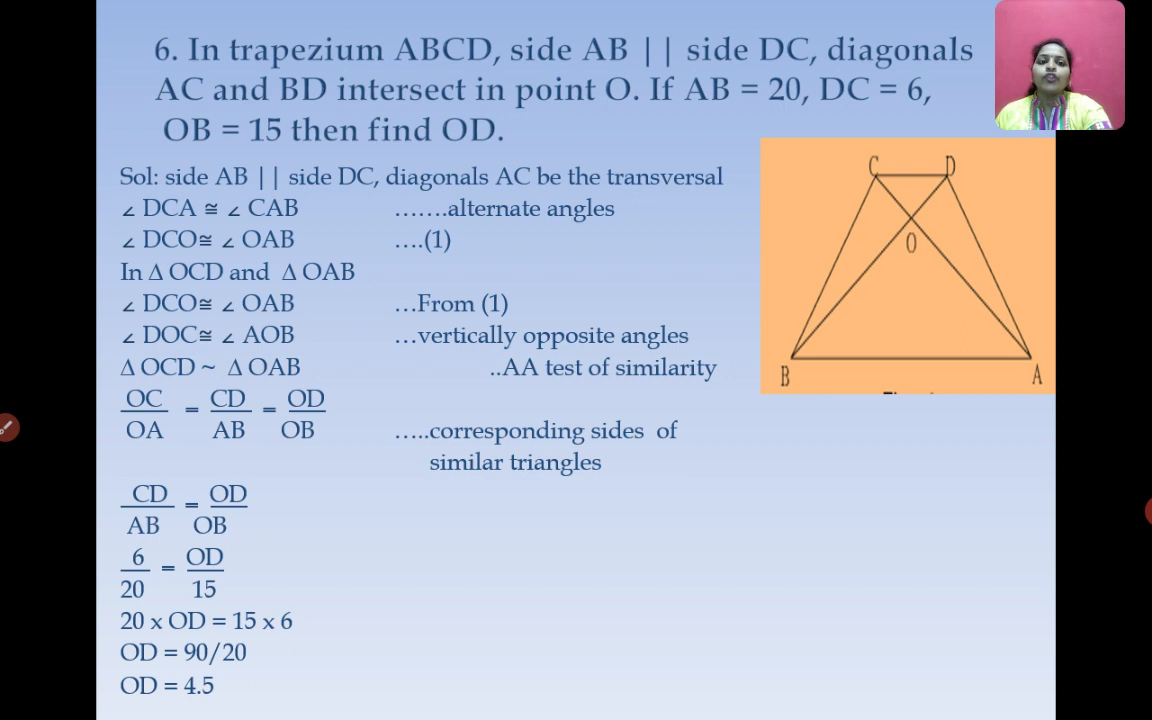 6. In trapezium ABCD, side AB || side DC, diagonals
AC and BD intersect in point O. If AB = 20, DC = 6,
OB = 15 then find OD.
Sol: side AB || side DC, diagonals AC be the transversal
∠ DCA ≅ ∠ CAB …….alternate angles
∠ DCO≅ ∠ OAB ….(1)
In Δ OCD and Δ OAB
∠ DCO≅ ∠ OAB …From (1)
∠ DOC≅ ∠ AOB …vertically opposite angles
Δ OCD ~ Δ OAB ..AA test of similarity
OC = CD = OD
OA AB OB …..corresponding sides of
similar triangles
CD = OD
AB OB
6 = OD
20 15
20 x OD = 15 x 6
OD = 90/20
OD = 4.5
C D
O
B A